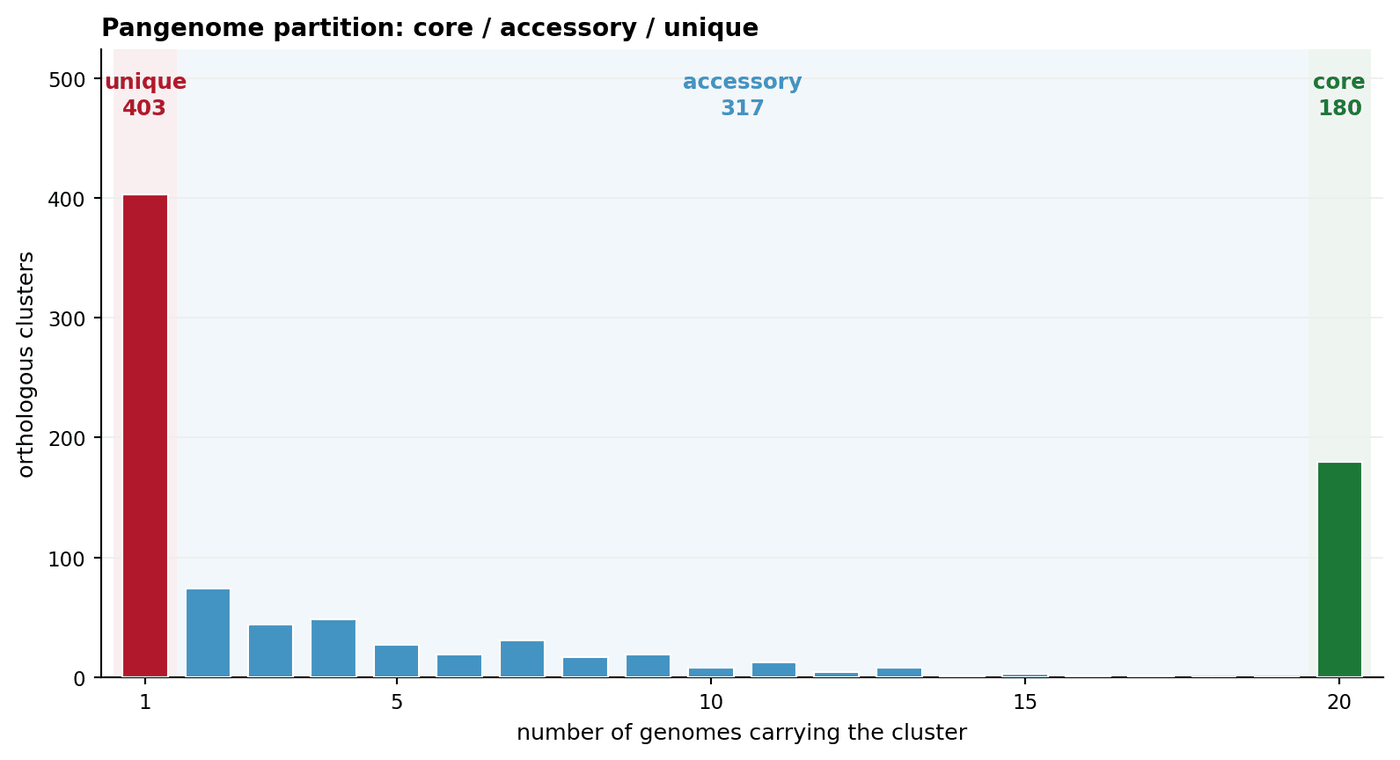 Pangenome partition: core / accessory / unique
unique
403
accessory
317
core
180
500
400
300
200
100
0
orthologous clusters
1
5
10
15
20
number of genomes carrying the cluster